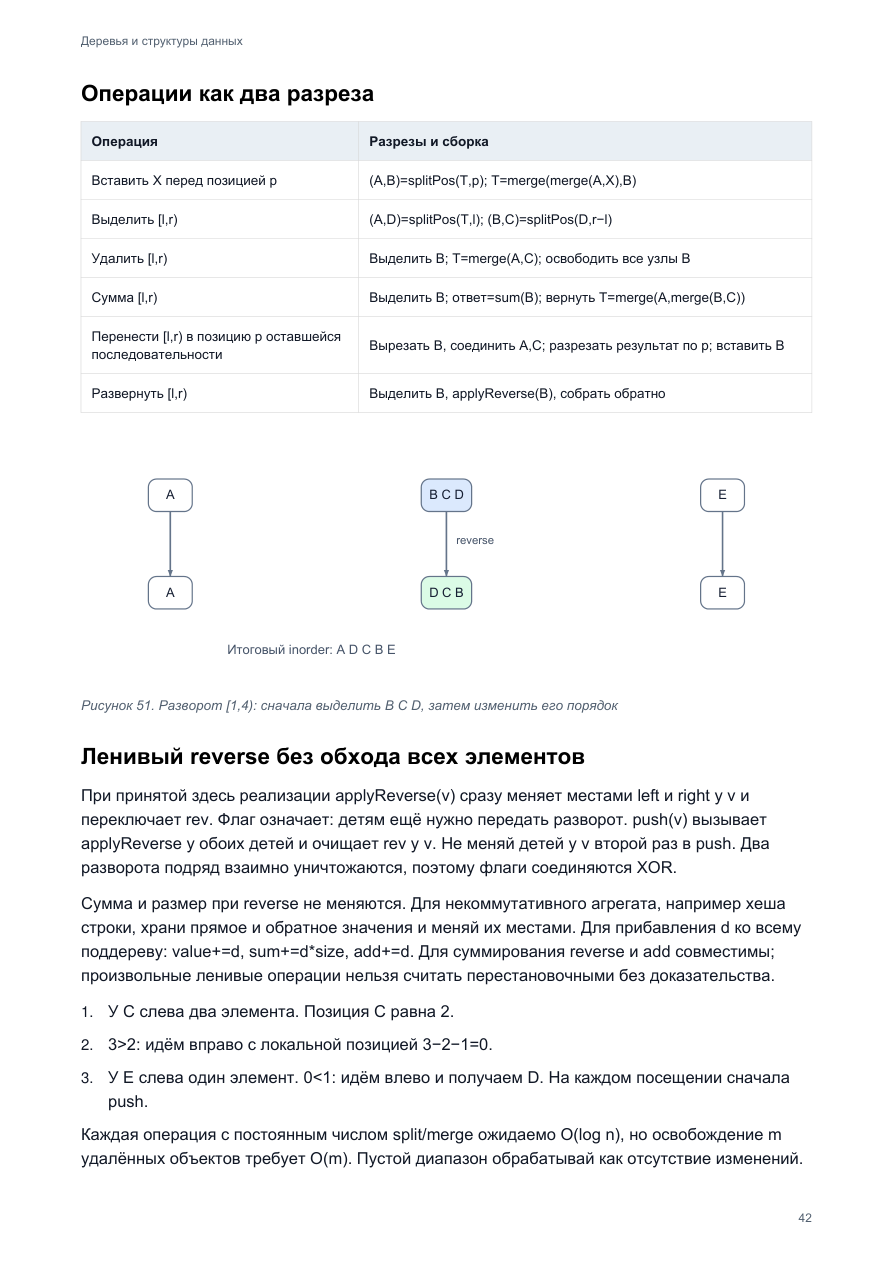 Деревья и структуры данных
Операции как два разреза
Операция Разрезы и сборка
Вставить X перед позицией p (A,B)=splitPos(T,p); T=merge(merge(A,X),B)
Выделить [l,r) (A,D)=splitPos(T,l); (B,C)=splitPos(D,r−l)
Удалить [l,r) Выделить B; T=merge(A,C); освободить все узлы B
Сумма [l,r) Выделить B; ответ=sum(B); вернуть T=merge(A,merge(B,C))
Перенести [l,r) в позицию p оставшейся
последовательности
Вырезать B, соединить A,C; разрезать результат по p; вставить B
Развернуть [l,r) Выделить B, applyReverse(B), собрать обратно
A B C D E
reverse
A D C B E
Итоговый inorder: A D C B E
Рисунок 51. Разворот [1,4): сначала выделить B C D, затем изменить его порядок
Ленивый reverse без обхода всех элементов
При принятой здесь реализации applyReverse(v) сразу меняет местами left и right у v и
переключает rev. Флаг означает: детям ещё нужно передать разворот. push(v) вызывает
applyReverse у обоих детей и очищает rev у v. Не меняй детей у v второй раз в push. Два
разворота подряд взаимно уничтожаются, поэтому флаги соединяются XOR.
Сумма и размер при reverse не меняются. Для некоммутативного агрегата, например хеша
строки, храни прямое и обратное значения и меняй их местами. Для прибавления d ко всему
поддереву: value+=d, sum+=d*size, add+=d. Для суммирования reverse и add совместимы;
произвольные ленивые операции нельзя считать перестановочными без доказательства.
1. У C слева два элемента. Позиция C равна 2.
2. 3>2: идём вправо с локальной позицией 3−2−1=0.
3. У E слева один элемент. 0<1: идём влево и получаем D. На каждом посещении сначала
push.
Каждая операция с постоянным числом split/merge ожидаемо O(log n), но освобождение m
удалённых объектов требует O(m). Пустой диапазон обрабатывай как отсутствие изменений.
42